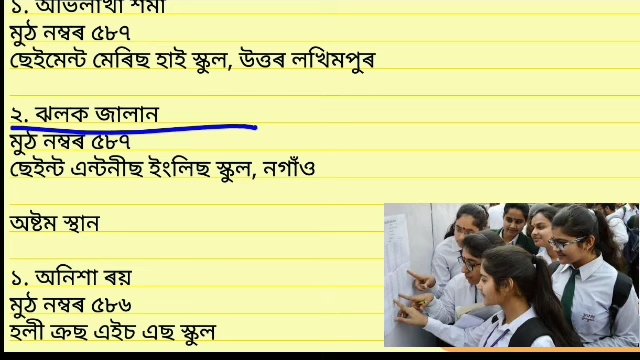 ১. অভিলাখা শৰ্মা
মুঠ নম্বৰ ৫৮৭
ছেইমেন্ট মেৰিছ হাই স্কুল, উত্তৰ লখিমপুৰ
২. ঝলক জালান
মুঠ নম্বৰ ৫৮৭
ছেইন্ট এন্টনীছ ইংলিছ স্কুল, নগাঁও
অষ্টম স্থান
১. অনিশা ৰয়
মুঠ নম্বৰ ৫৮৬
হলী ক্ৰছ এইচ এছ স্কুল